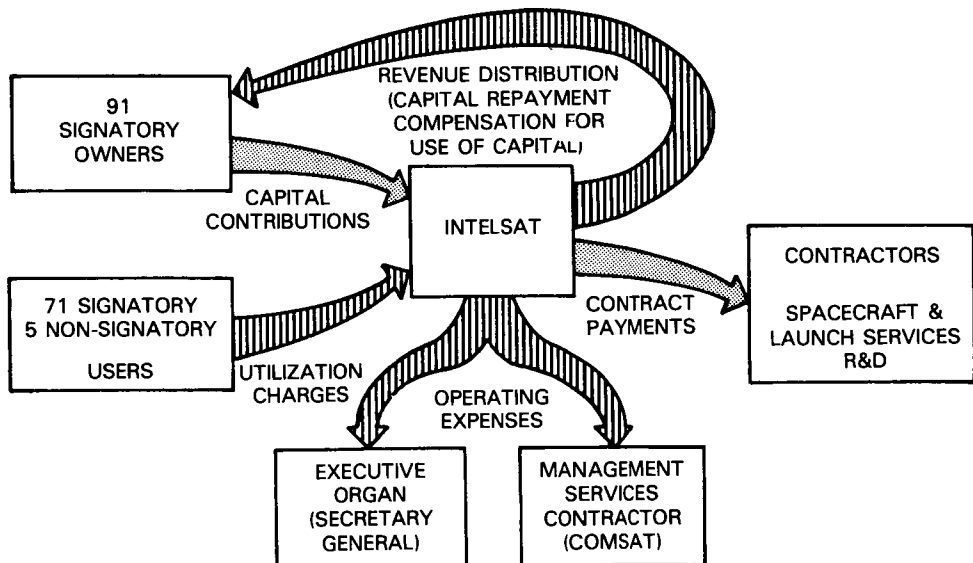 91
SIGNATORY
OWNERS
REVENUE DISTRIBUTION
(CAPITAL REPAYMENT
COMPENSATION FOR
USE OF CAPITAL)
CAPITAL
CONTRIBUTIONS
INTELSAT
71 SIGNATORY
5 NON-SIGNATORY
USERS
UTILIZATION
CHARGES
CONTRACT
PAYMENTS
CONTRACTORS
SPACECRAFT &
LAUNCH SERVICES
R&D
OPERATING
EXPENSES
EXECUTIVE
ORGAN
(SECRETARY
GENERAL)
MANAGEMENT
SERVICES
CONTRACTOR
(COMSAT)